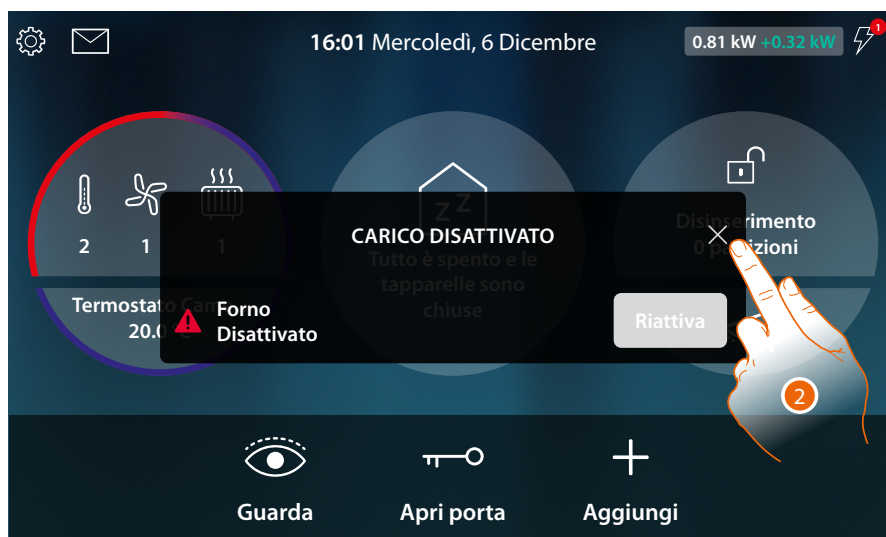 16:01 Mercoledì, 6 Dicembre
0.81 kW +0.32 kW
1
2
1
1
Z Z
Disinserimento
0 partizioni
CARICO DISATTIVATO
Tutto è spento e le
tapparelle sono
chiuse
Termostato
20.0
Forno
Disattivato
Riattiva
2
Guarda
Apri porta
Aggiungi